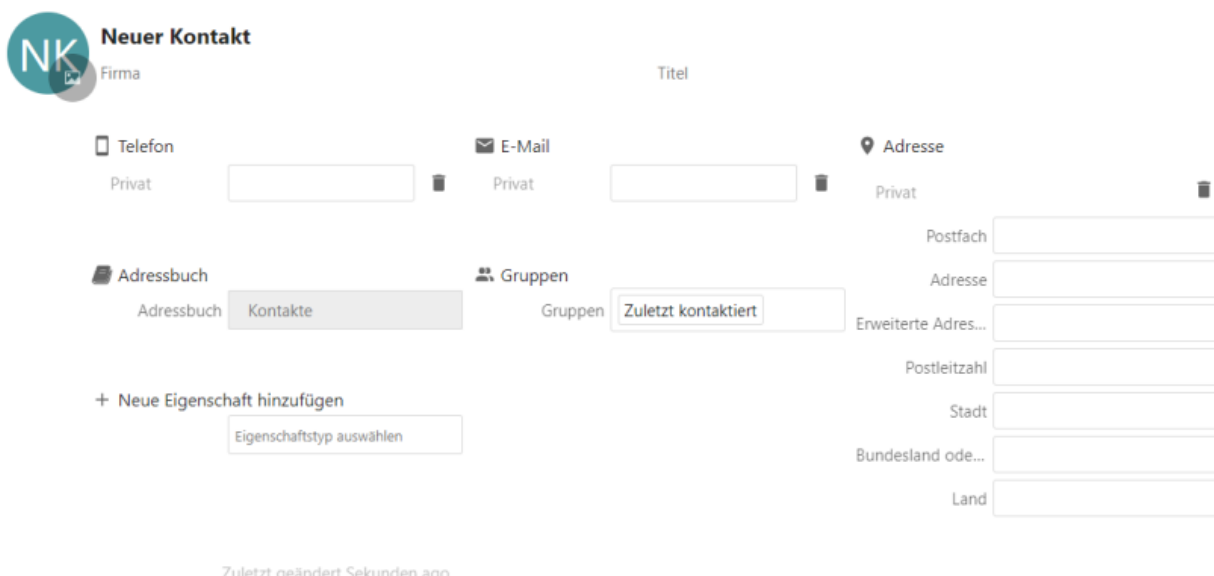 NK
Neuer Kontakt
Firma
Titel
Telefon
Privat
E-Mail
Privat
Adresse
Privat
Postfach
Adresse
Erweiterte Adres...
Postleitzahl
Stadt
Bundesland ode...
Land
Adressbuch
Adressbuch
Kontakte
Gruppen
Gruppen
Zuletzt kontaktiert
+ Neue Eigenschaft hinzufügen
Eigenschaftstyp auswählen
Zuletzt geändert Sekunden ago